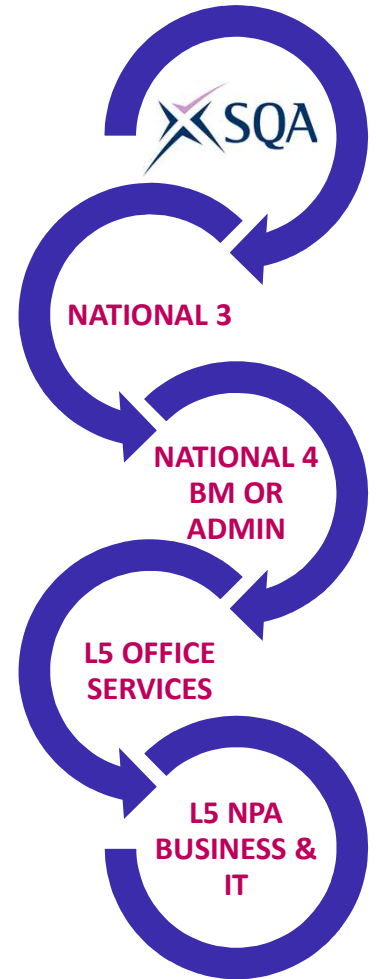 SQA
NATIONAL 3
NATIONAL 4
BM OR
ADMIN
L5 OFFICE
SERVICES
L5 NPA
BUSINESS &
IT